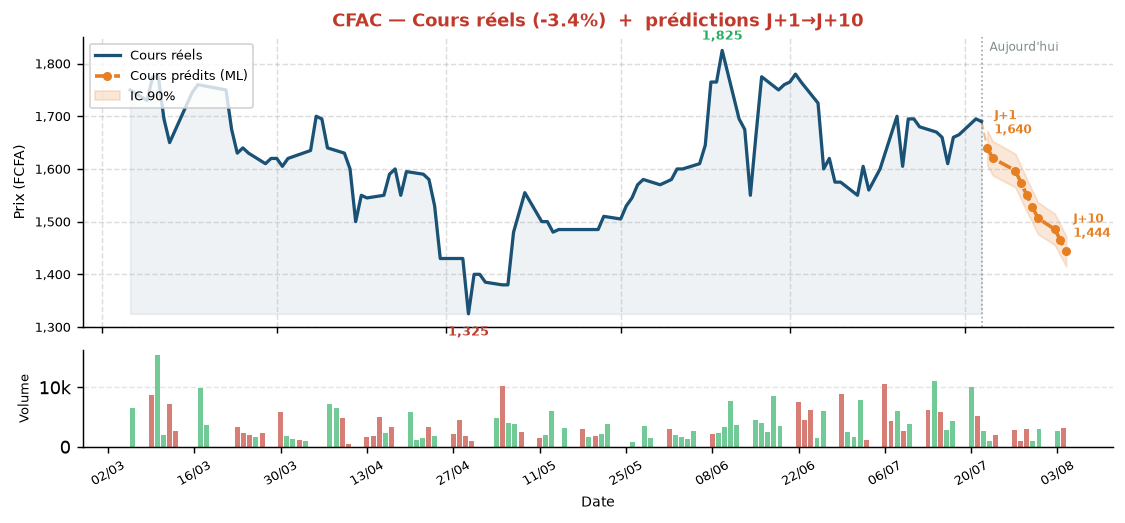 CFAC — Cours réels (-3.4%) + prédictions J+1→J+10
1,825
Aujourd'hui
Cours réels
Cours prédits (ML)
IC 90%
J+1
1,640
J+10
1,444
1,325
Prix (FCFA)
1,800
1,700
1,600
1,500
1,400
1,300
Volume
10k
0
02/03
16/03
30/03
13/04
27/04
11/05
25/05
08/06
22/06
06/07
20/07
03/08
Date